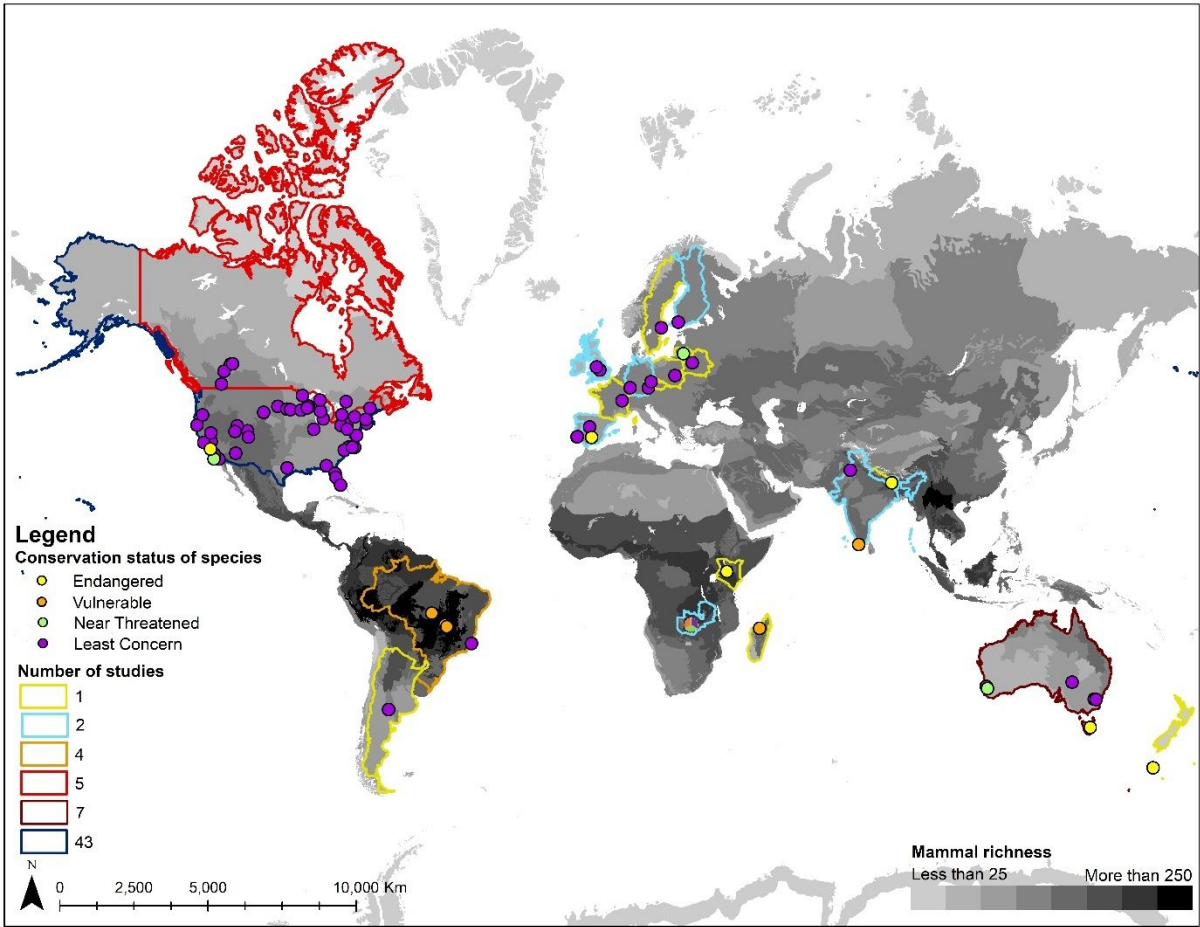 Legend
Conservation status of species
Endangered
Vulnerable
Near Threatened
Least Concern
Number of studies
1
2
4
5
7
43
N
0 2,500 5,000 10,000 Km
Mammal richness
Less than 25 More than 250